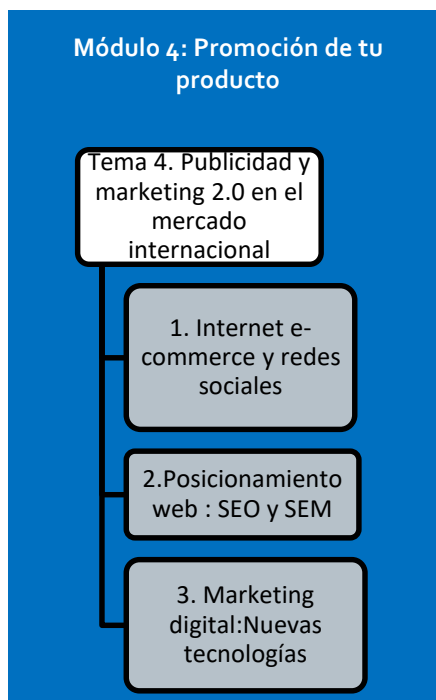 Módulo 4: Promoción de tu
producto
Tema 4. Publicidad y
marketing 2.0 en el
mercado
internacional
1. Internet e-
commerce y redes
sociales
2.Posicionamiento
web : SEO y SEM
3. Marketing
digital:Nuevas
tecnologías